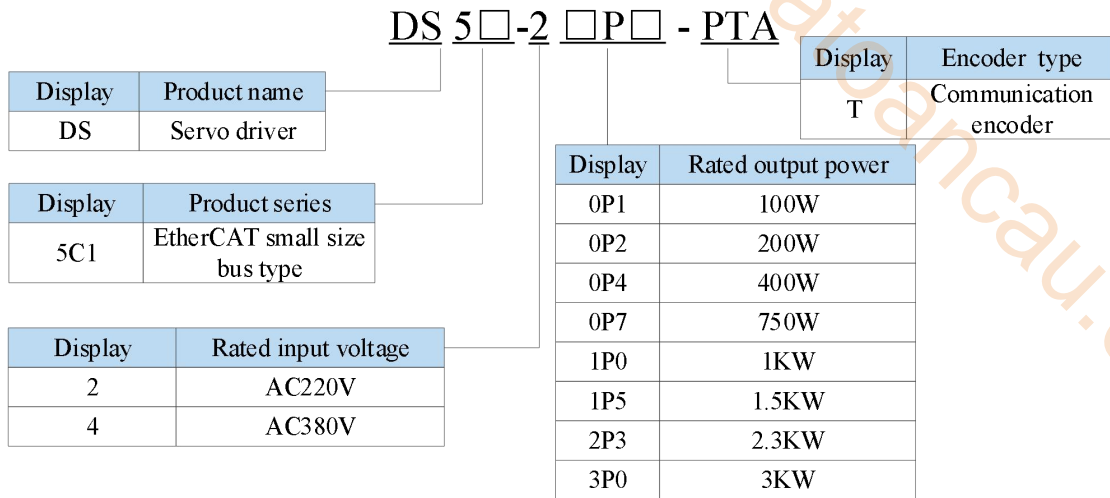 DS 5□-2 □P□ - PTA
Display Encoder type
T Communication
encoder
Display Product name
DS Servo driver
Display Product series
5C1 EtherCAT small size
bus type
Display Rated input voltage
2 AC220V
4 AC380V
Display Rated output power
0P1 100W
0P2 200W
0P4 400W
0P7 750W
1P0 1KW
1P5 1.5KW
2P3 2.3KW
3P0 3KW
atoancau.